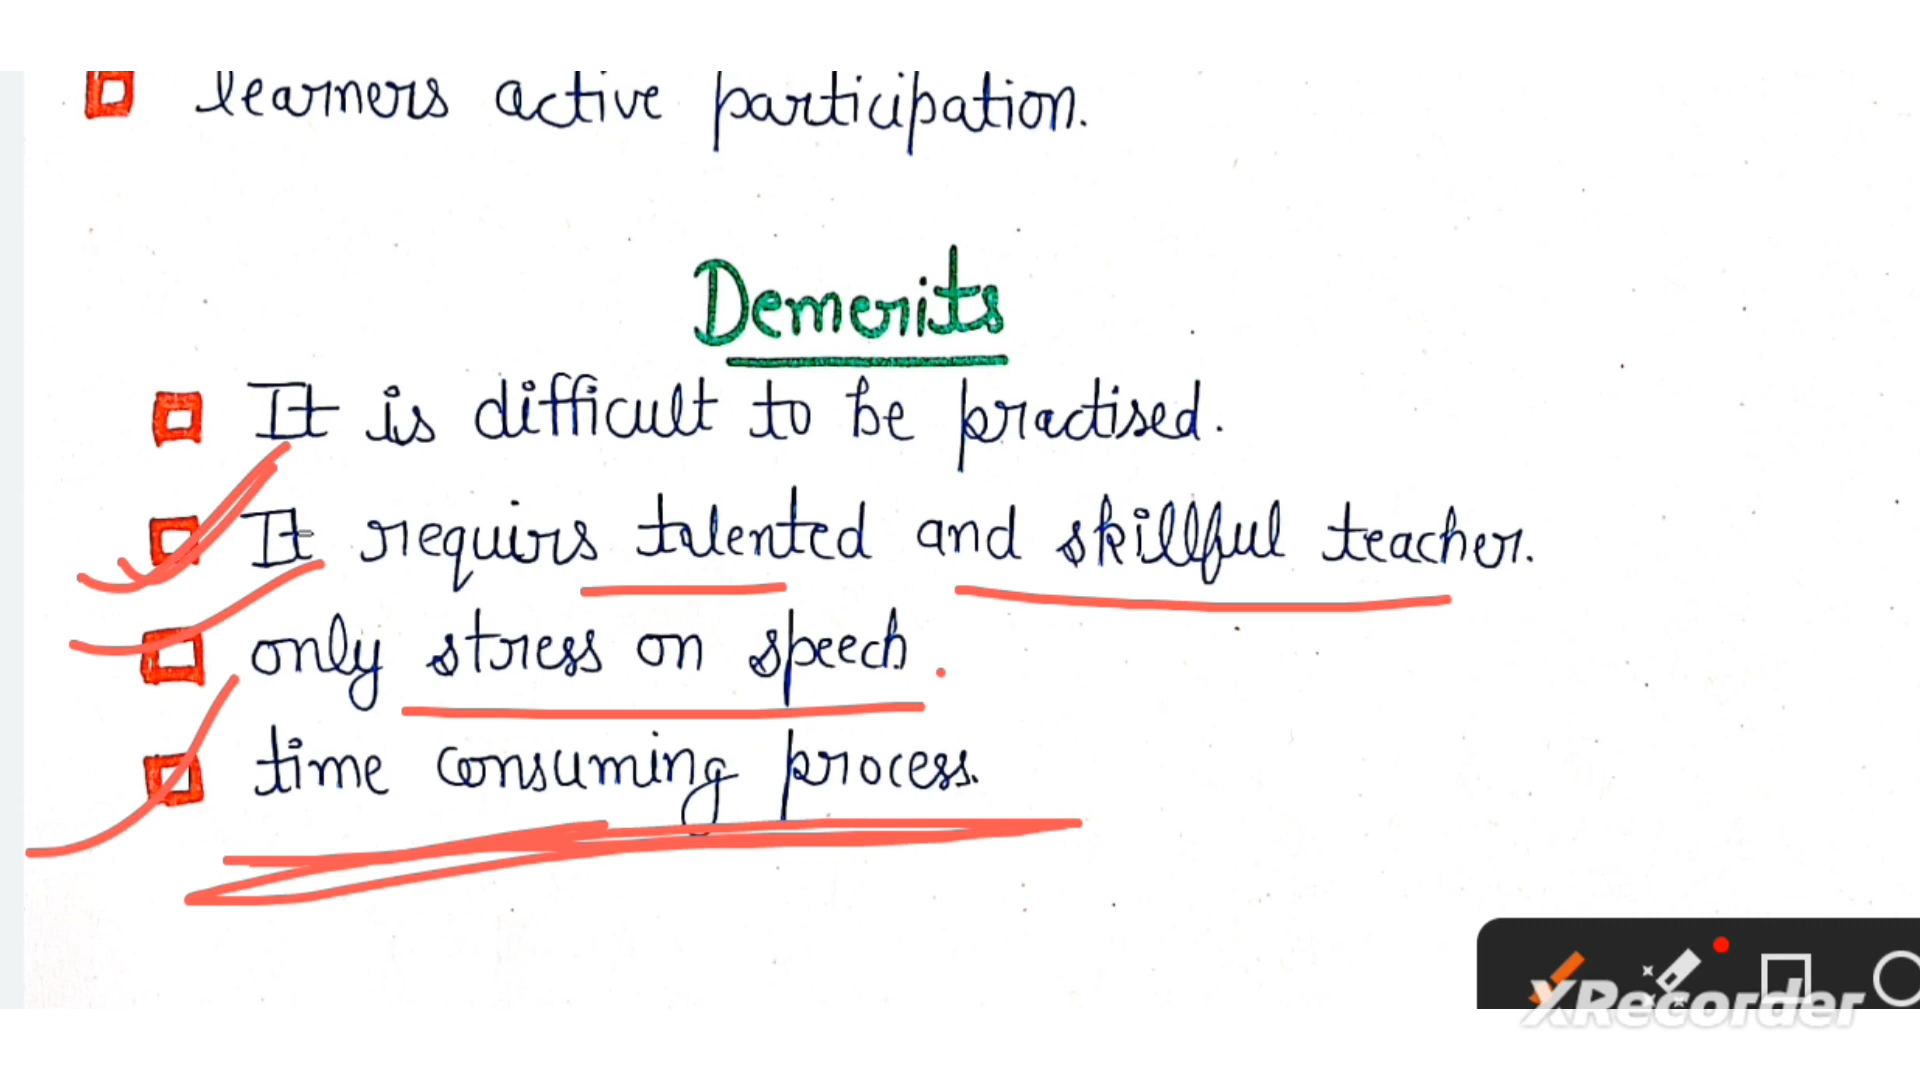 learners active participation.
Demerits
It is difficult to be practised.
It requirs talented and skillful teacher.
only stress on speech.
time consuming process.
XRecorder